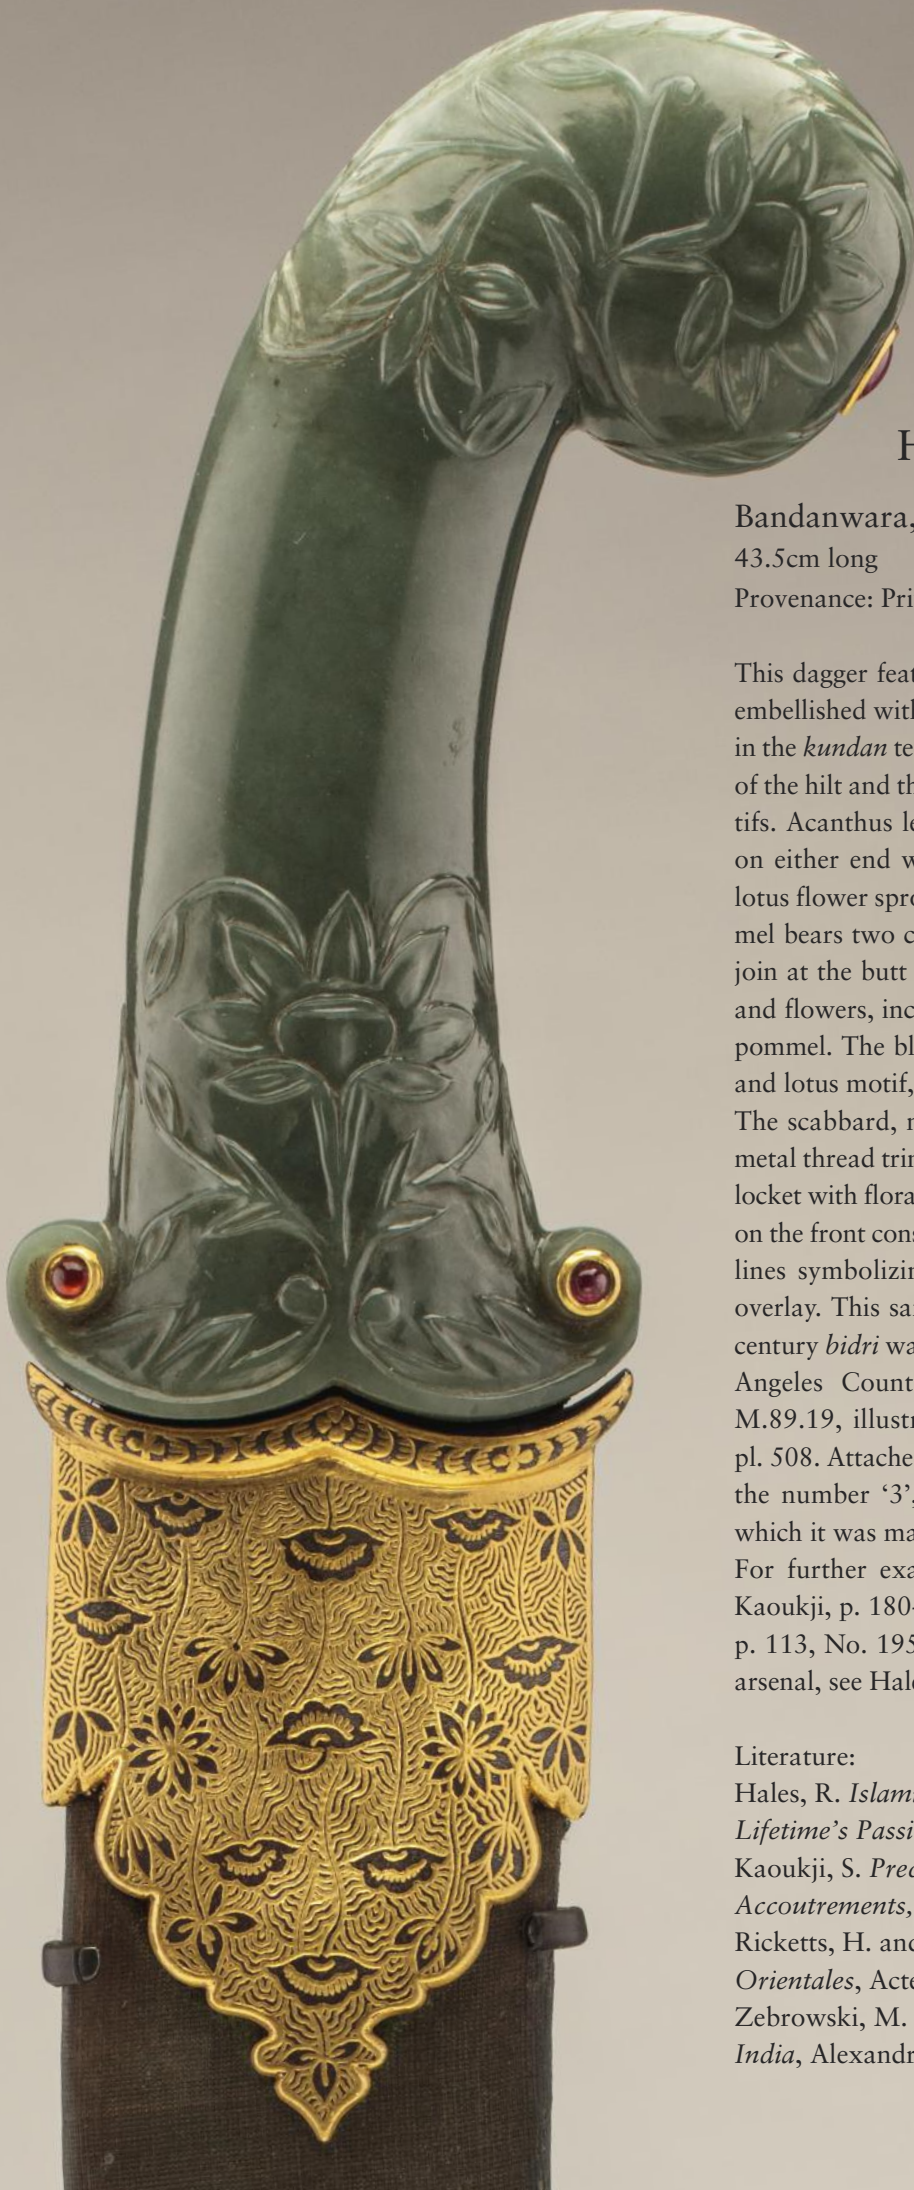 H
Bandanwara,
43.5cm long
Provenance: Pri
This dagger feat
embellished with
in the kundan te
of the hilt and th
tifs. Acanthus le
on either end w
lotus flower spro
mel bears two c
join at the butt
and flowers, inc
pommel. The bl
and lotus motif,
The scabbard, m
metal thread trim
locket with flora
on the front cons
lines symbolizin
overlay. This sam
century bidri wa
Angeles Count
M.89.19, illustr
pl. 508. Attache
the number ‘3’,
which it was ma
For further exa
Kaoukji, p. 180-
p. 113, No. 195
arsenal, see Hale
Literature:
Hales, R. Islami
Lifetime’s Passi
Kaoukji, S. Prec
Accoutrements,
Ricketts, H. and
Orientales, Acte
Zebrowski, M.
India, Alexandr